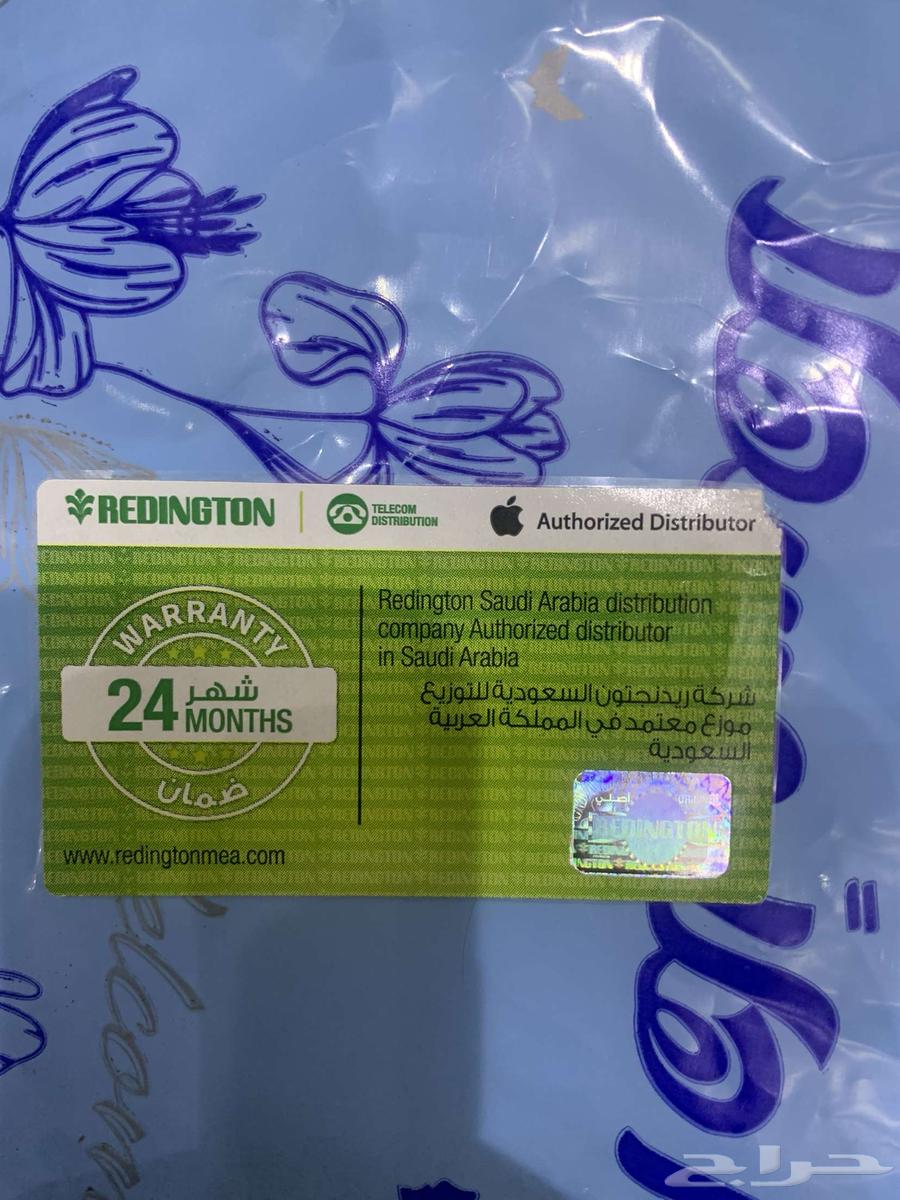 REDINGTON
TELECOM
DISTRIBUTION
Authorized Distributor
WARRANTY
24 شهر
MONTHS
ضمان
www.redingtonmea.com
Redington Saudi Arabia distribution
company Authorized distributor
in Saudi Arabia
شركة ريدنجتون السعودية للتوزيع
موزع معتمد في المملكة العربية
السعودية
أصلي
REDINGTON
حراج